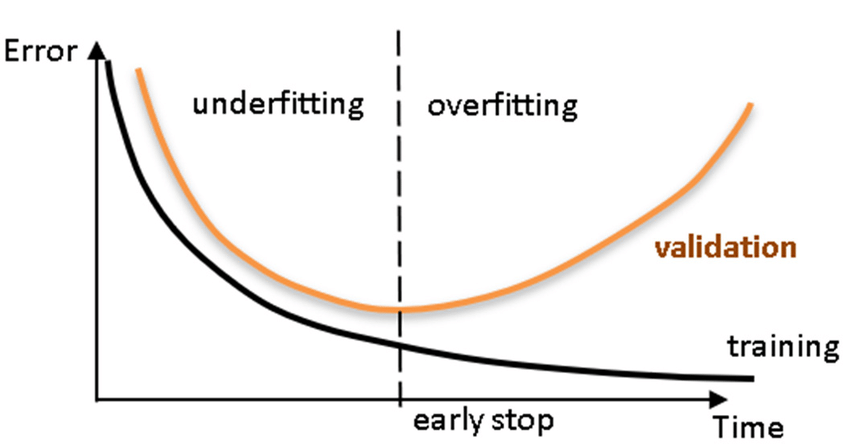 Error
underfitting
overfitting
validation
training
early stop
Time